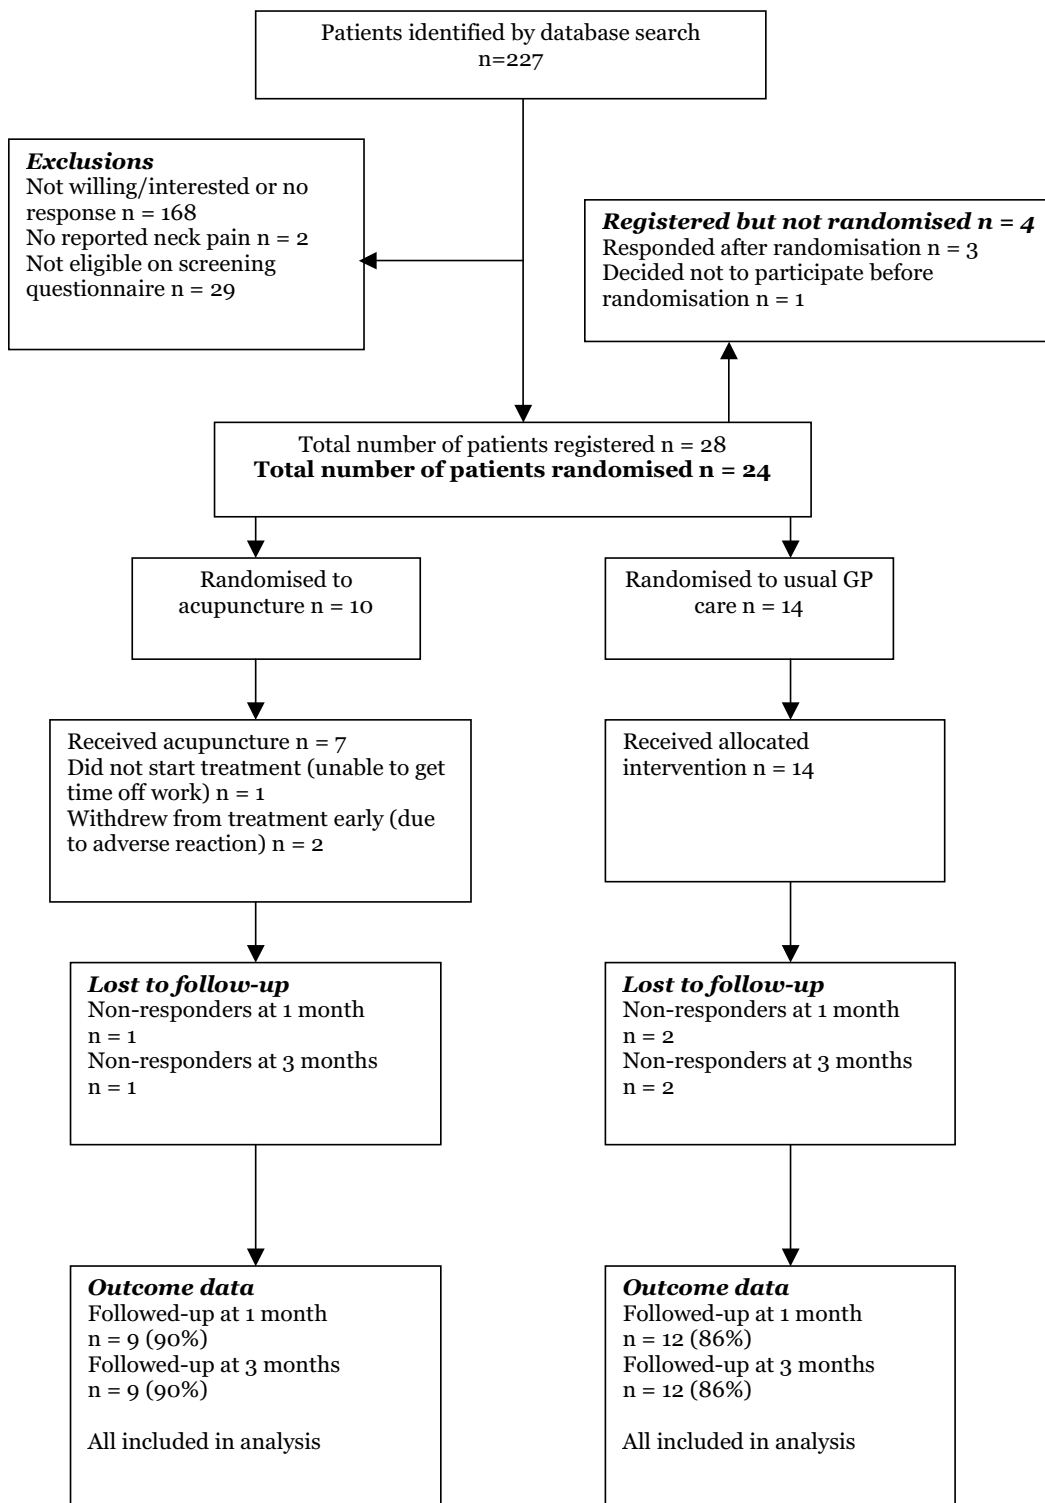 Patients identified by database search
n=227
Exclusions
Not willing/interested or no
response n = 168
No reported neck pain n = 2
Not eligible on screening
questionnaire n = 29
Registered but not randomised n = 4
Responded after randomisation n = 3
Decided not to participate before
randomisation n = 1
Total number of patients registered n = 28
Total number of patients randomised n = 24
Randomised to
acupuncture n = 10
Randomised to usual GP
care n = 14
Received acupuncture n = 7
Did not start treatment (unable to get
time off work) n = 1
Withdrew from treatment early (due
to adverse reaction) n = 2
Received allocated
intervention n = 14
Lost to follow-up
Non-responders at 1 month
n = 1
Non-responders at 3 months
n = 1
Lost to follow-up
Non-responders at 1 month
n = 2
Non-responders at 3 months
n = 2
Outcome data
Followed-up at 1 month
n = 9 (90%)
Followed-up at 3 months
n = 9 (90%)
All included in analysis
Outcome data
Followed-up at 1 month
n = 12 (86%)
Followed-up at 3 months
n = 12 (86%)
All included in analysis